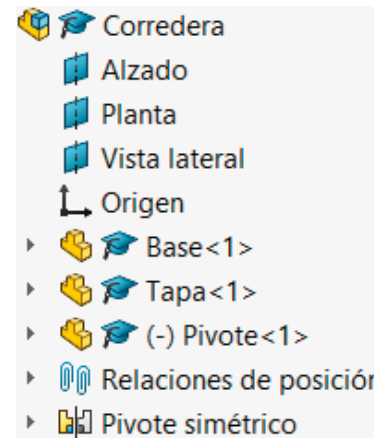 Corredera
Alzado
Planta
Vista lateral
Origen
Base<1>
Tapa<1>
(-) Pivote<1>
Relaciones de posición
Pivote simétrico